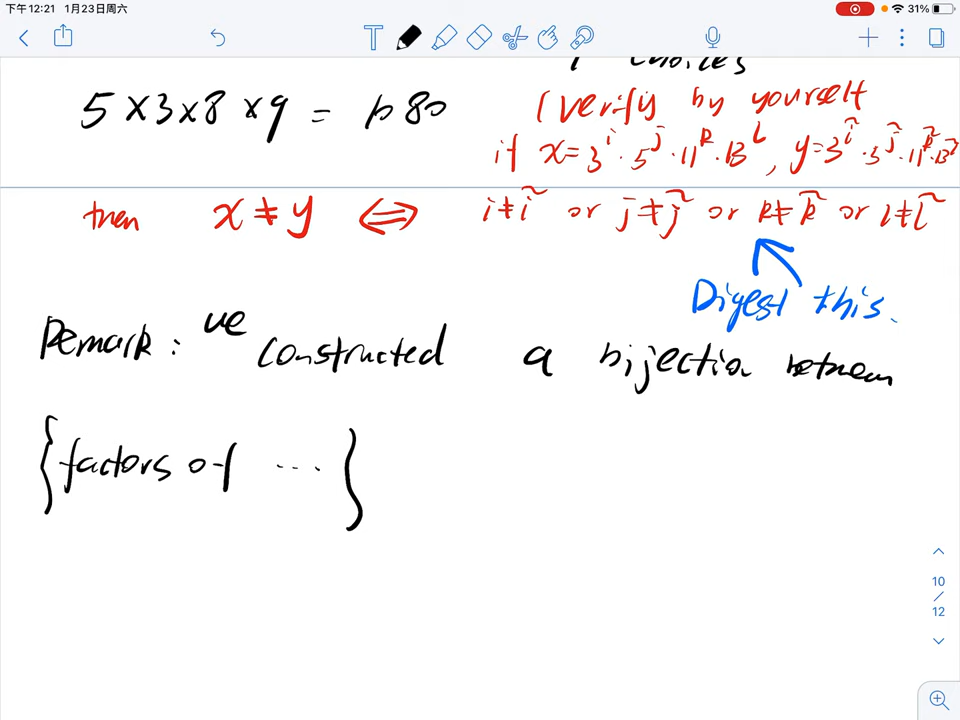 下午12:21 1月23日周六
31%
T
choices
5 × 3 × 8 × 9 = 1080
(verify by yourself
if x = 3^i · 5^j · 11^k · 13^l , y = 3^ĩ · 5^j̃ · 11^k̃ · 13^l̃
then x ≠ y ⟺ i ≠ ĩ or j ≠ j̃ or k ≠ k̃ or l ≠ l̃
Digest this.
Remark : we constructed a bijection between
{factors of ...}
10
/
12